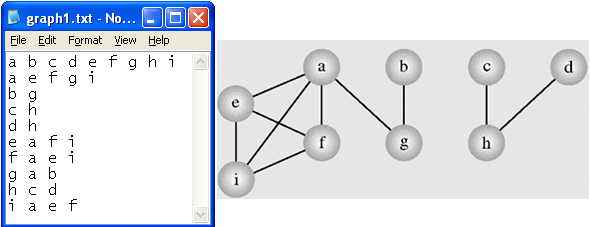 graph1.txt - No...
File Edit Format View Help
a b c d e f g h i
a e f g i
b g
c h
d h
e a f i
f a e i
g a b
h c d
i a e f
a b c d
e
f g h
i